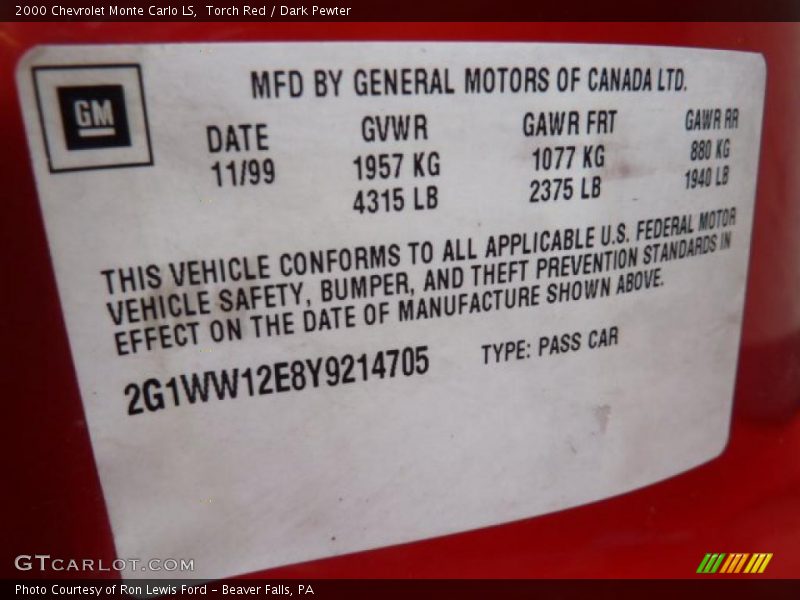 2000 Chevrolet Monte Carlo LS, Torch Red / Dark Pewter
GM
MFD BY GENERAL MOTORS OF CANADA LTD.
DATE GVWR GAWR FRT GAWR RR
11/99 1957 KG 1077 KG 880 KG
4315 LB 2375 LB 1940 LB
THIS VEHICLE CONFORMS TO ALL APPLICABLE U.S. FEDERAL MOTOR
VEHICLE SAFETY, BUMPER, AND THEFT PREVENTION STANDARDS IN
EFFECT ON THE DATE OF MANUFACTURE SHOWN ABOVE.
2G1WW12E8Y9214705 TYPE: PASS CAR
GTCARLOT.COM
Photo Courtesy of Ron Lewis Ford - Beaver Falls, PA